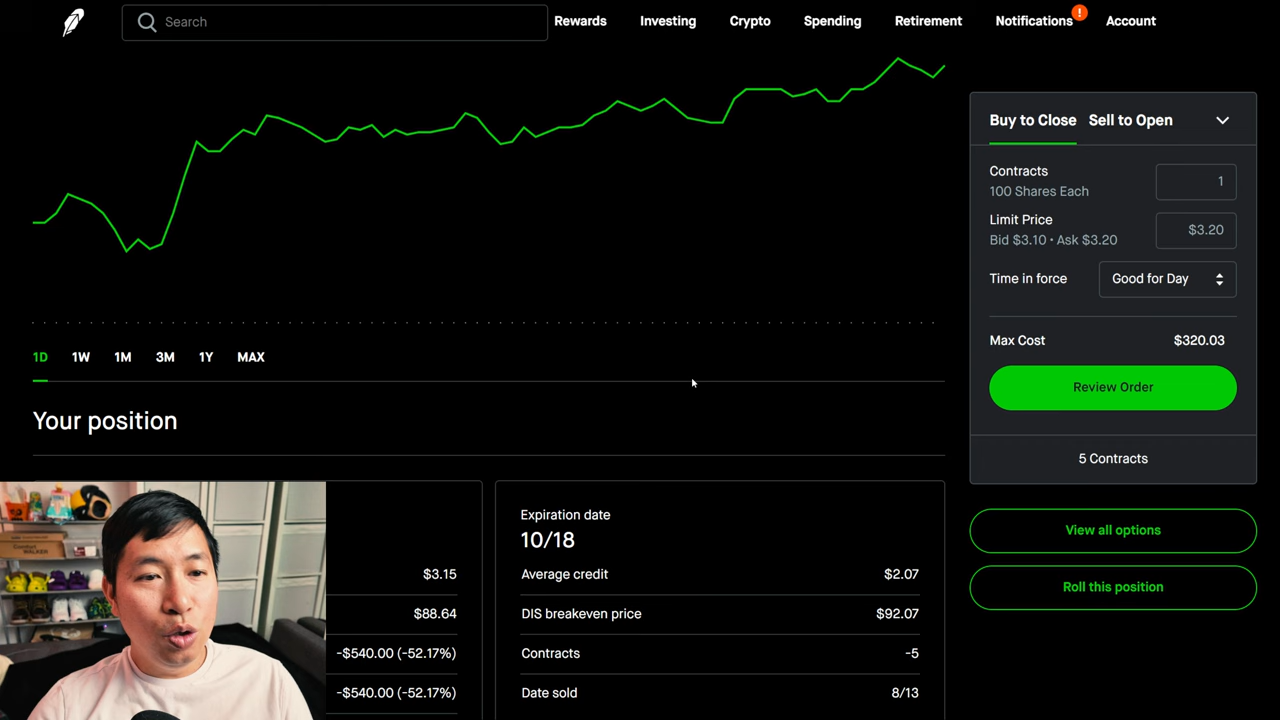 Search
Rewards
Investing
Crypto
Spending
Retirement
Notifications
!
Account
Buy to Close
Sell to Open
Contracts
100 Shares Each
1
Limit Price
Bid $3.10 • Ask $3.20
$3.20
Time in force
Good for Day
Max Cost
$320.03
Review Order
5 Contracts
View all options
Roll this position
1D
1W
1M
3M
1Y
MAX
Your position
$3.15
$88.64
-$540.00 (-52.17%)
-$540.00 (-52.17%)
Expiration date
10/18
Average credit
$2.07
DIS breakeven price
$92.07
Contracts
-5
Date sold
8/13